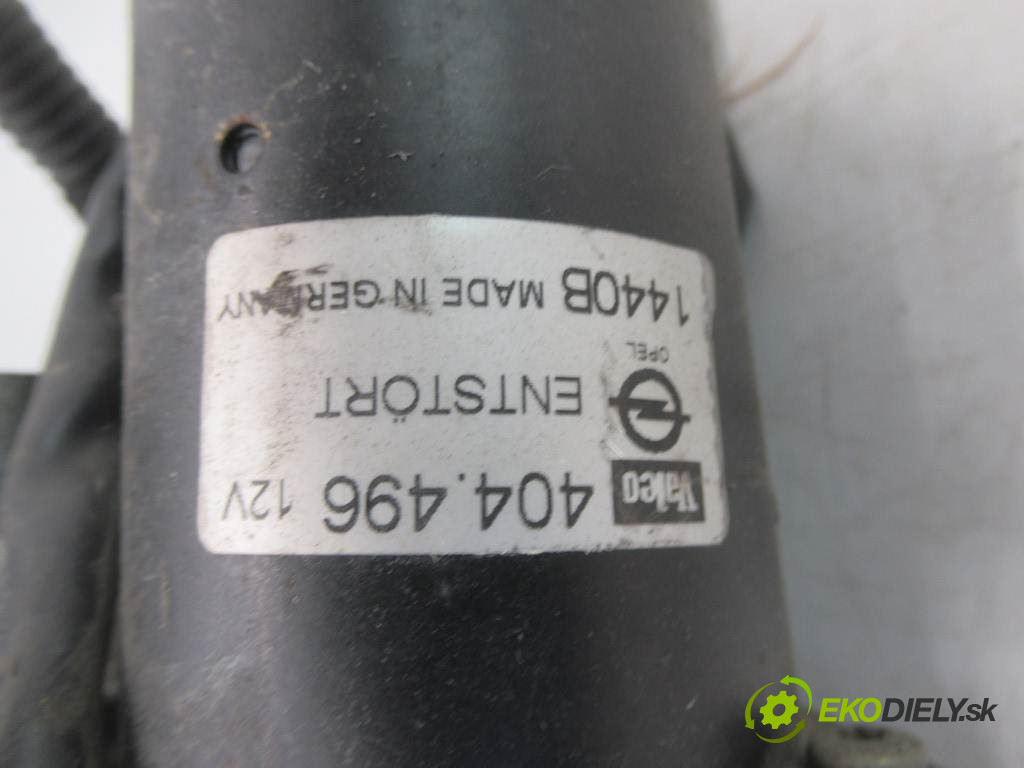 Valeo 404.496 12V
ENTSTÖRT
OPEL
1440B MADE IN GERMANY
EKODIELY.sk